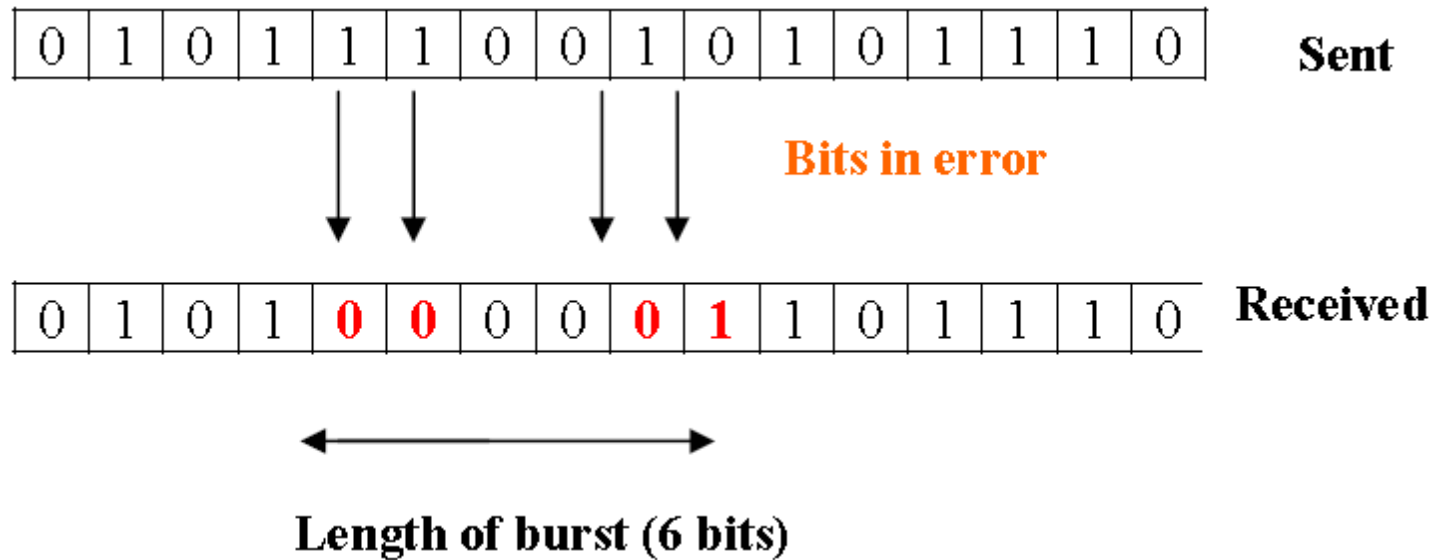 0 1 0 1 1 1 0 0 1 0 1 0 1 1 1 0 Sent
Bits in error
0 1 0 1 0 0 0 0 0 1 1 0 1 1 1 0 Received
Length of burst (6 bits)